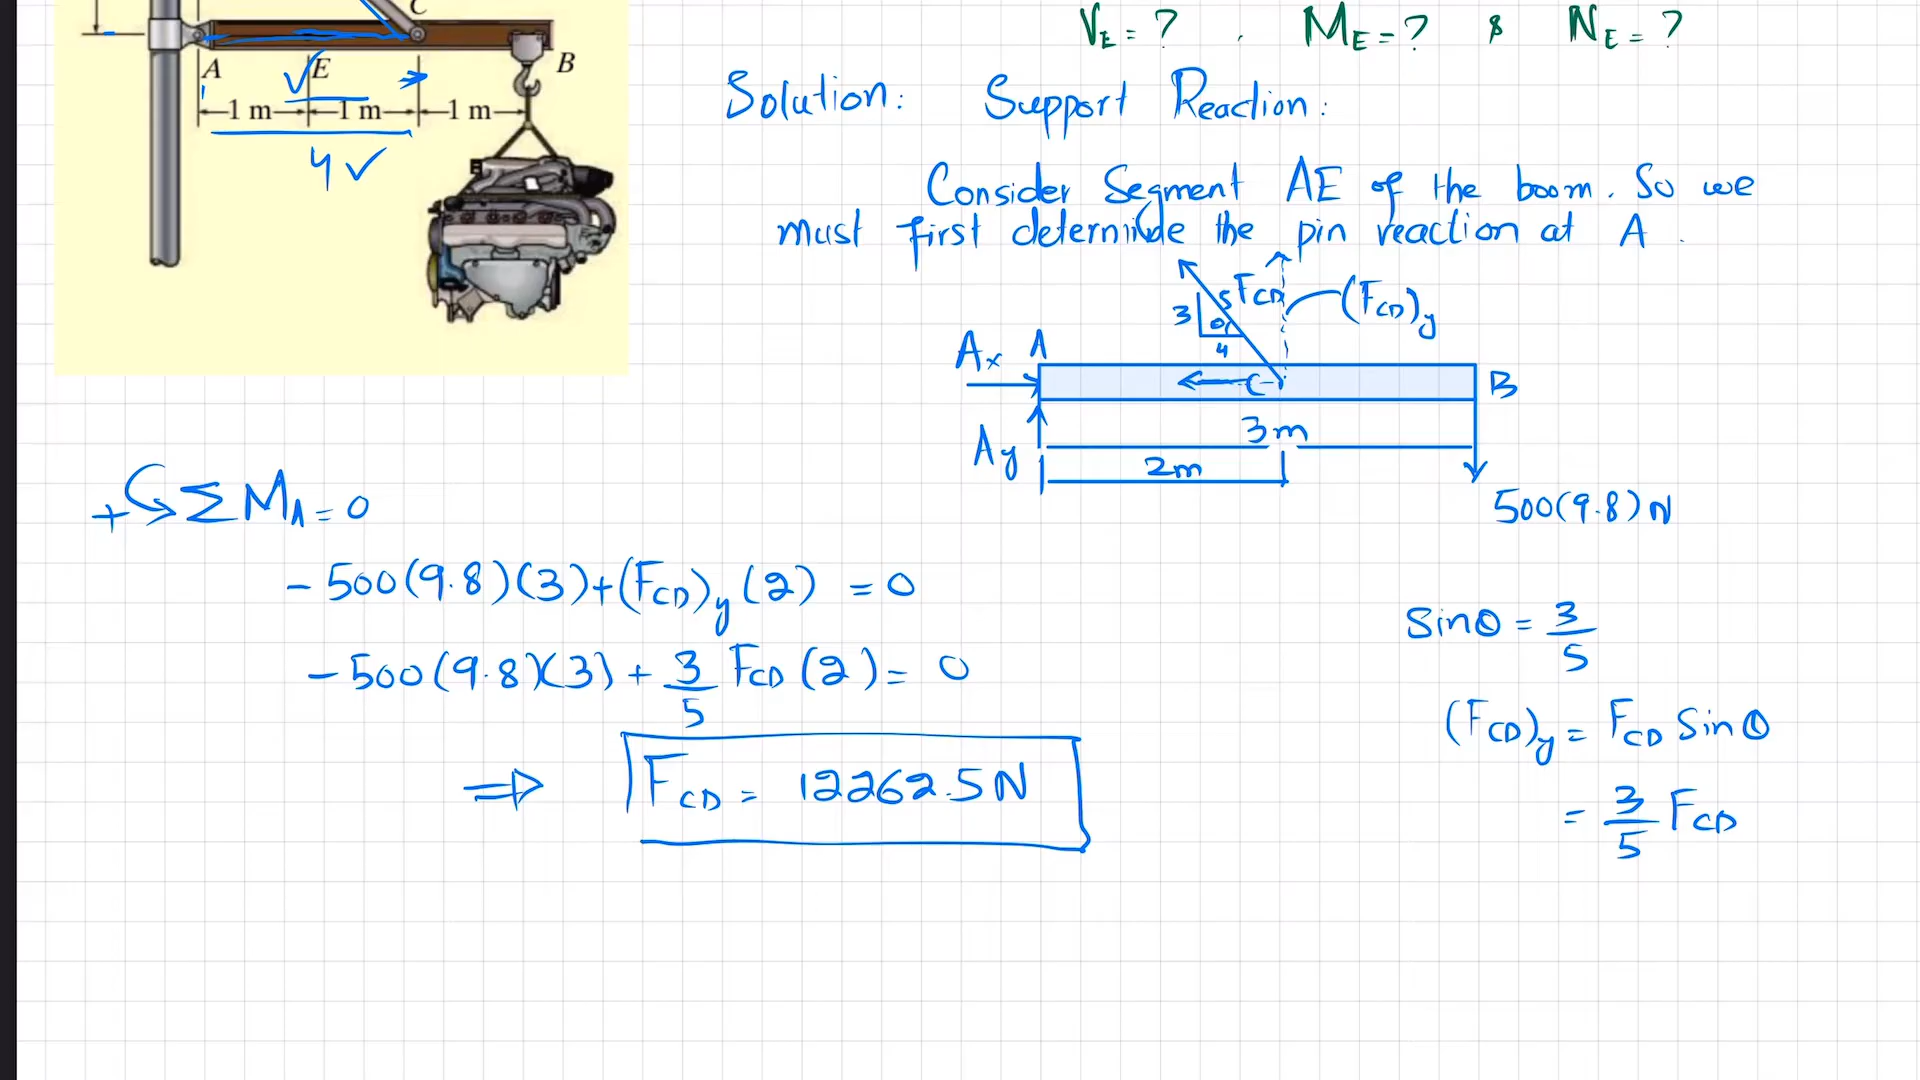 C
A
E
B
1 m
1 m
1 m
4 ✓
V_E = ? , M_E = ? & N_E = ?
Solution: Support Reaction:
Consider Segment AE of the boom. So we
must first determinde the pin reaction at A.
F_CD
(F_CD)_y
3
5
θ
4
A_x
A
C
B
A_y
3m
2m
500(9.8)N
+ Σ M_A = 0
- 500(9.8)(3) + (F_CD)_y (2) = 0
- 500(9.8)(3) + 3/5 F_CD (2) = 0
⇒ F_CD = 12262.5 N
Sinθ = 3/5
(F_CD)_y = F_CD Sinθ
= 3/5 F_CD